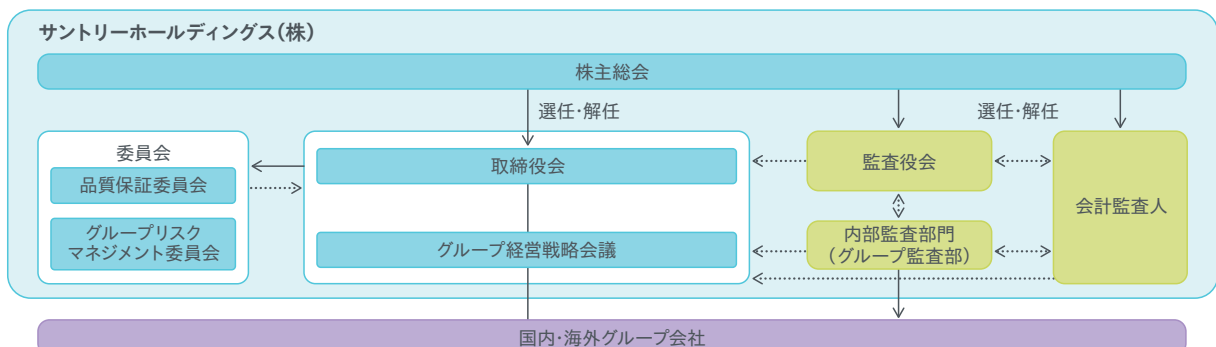 サントリーホールディングス(株)
株主総会
選任・解任
選任・解任
委員会
品質保証委員会
グループリスク
マネジメント委員会
取締役会
グループ経営戦略会議
監査役会
内部監査部門
(グループ監査部)
会計監査人
国内・海外グループ会社